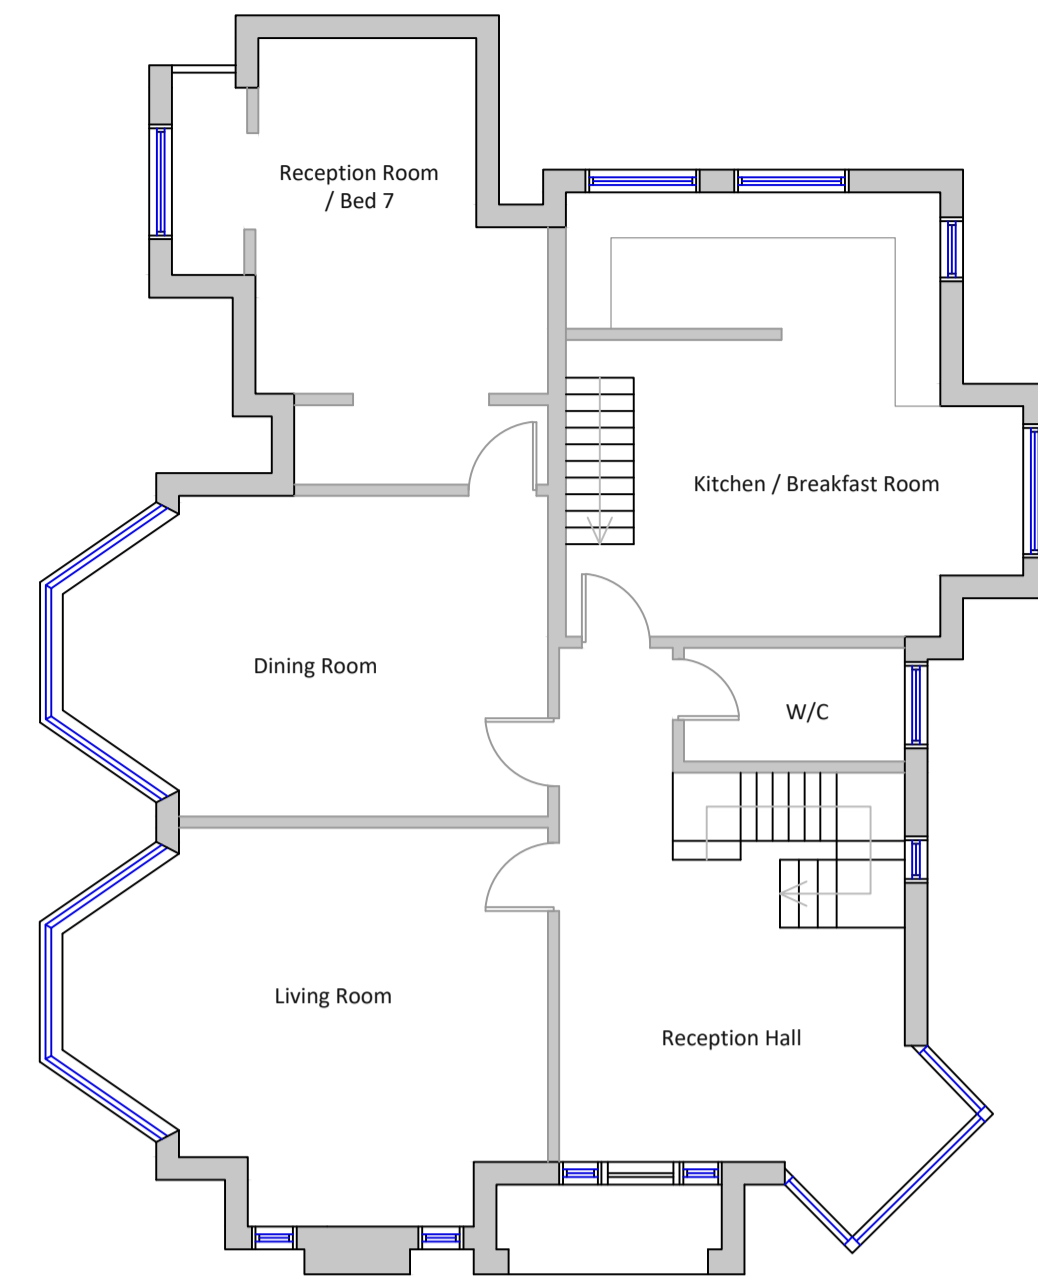 Reception Room
/ Bed 7
Kitchen / Breakfast Room
Dining Room
W/C
Living Room
Reception Hall